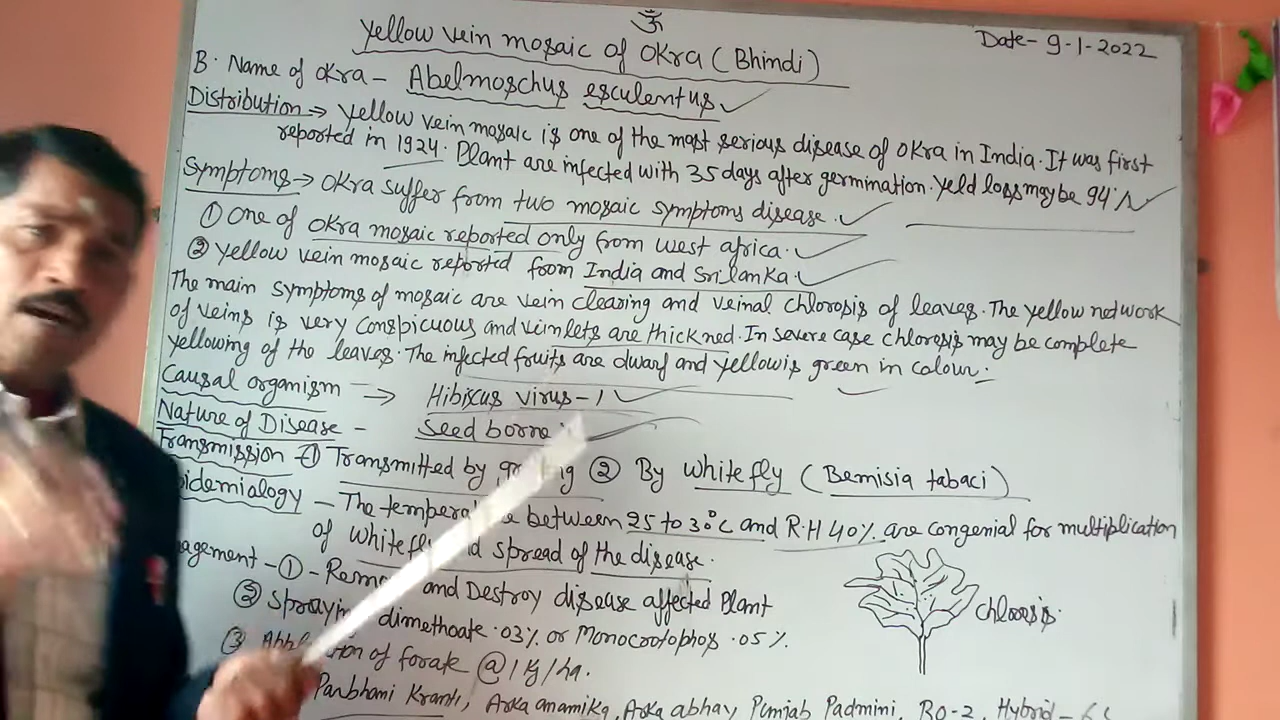 ॐ
Yellow vein mosaic of Okra (Bhindi)
Date- 9-1-2022
B. Name of Okra - Abelmoschus esculentus
Distribution → Yellow vein mosaic is one of the most serious disease of okra in India. It was first
reported in 1924. Plant are infected with 35 days after germination. Yeld loss may be 94%
Symptoms → Okra suffer from two mosaic symptoms disease.
① One of okra mosaic reported only from west africa.
② Yellow vein mosaic reported from India and Srilanka.
The main symptoms of mosaic are vein clearing and veinal chlorosis of leaves. The yellow network
of veins is very conspicuous and veinlets are thickned. In severe case chlorosis may be complete
yellowing of the leaves. The infected fruits are dwarf and yellowis green in colour.
Causal organism → Hibiscus virus-1
Nature of Disease - Seed borne
Transmission - ① Transmitted by ② By whitefly (Bemisia tabaci)
- The between 25 to 30°C and R.H 40% are congenial for multiplication
of spread of the disease.
- ① - and Destroy disease affected Plant
② dimethoate .03% or Monocrotophos .05%.
③ of forate @ 1 Kg/ha.
chlorosis.
Parbhami Kranti, Arka anamika, Arka abhay, Punjab Padmini, BO-2, Hybrid -